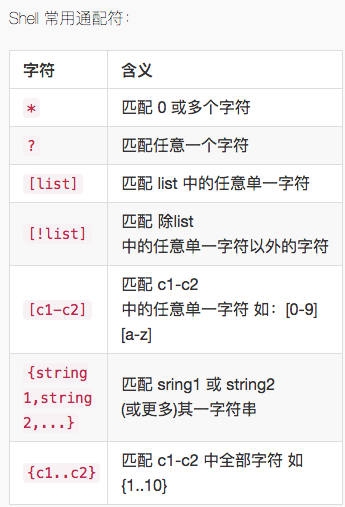 Shell 常用通配符：
字符 含义
* 匹配 0 或多个字符
? 匹配任意一个字符
[list] 匹配 list 中的任意单一字符
[!list] 匹配 除list
中的任意单一字符以外的字符
[c1-c2] 匹配 c1-c2
中的任意单一字符 如：[0-9]
[a-z]
{string
1,string
2,...}
匹配 sring1 或 string2
(或更多)其一字符串
{c1..c2} 匹配 c1-c2 中全部字符 如
{1..10}